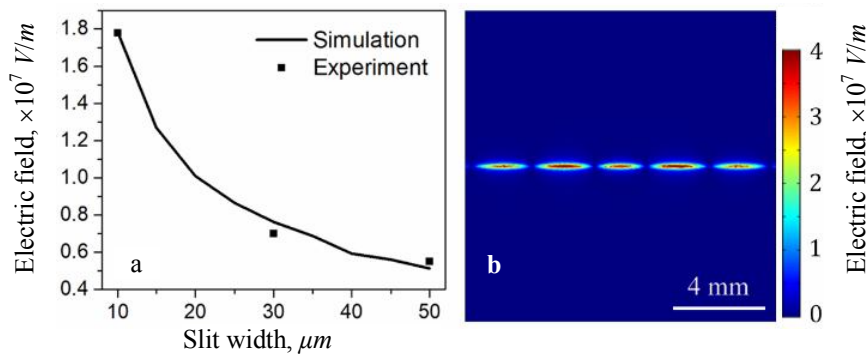 1.8
1.6
1.4
1.2
1.0
0.8
0.6
0.4
Electric field, ×10⁷ V/m
Simulation
Experiment
a
10 20 30 40 50
Slit width, μm
b
4 mm
4
3
2
1
0
Electric field, ×10⁷ V/m